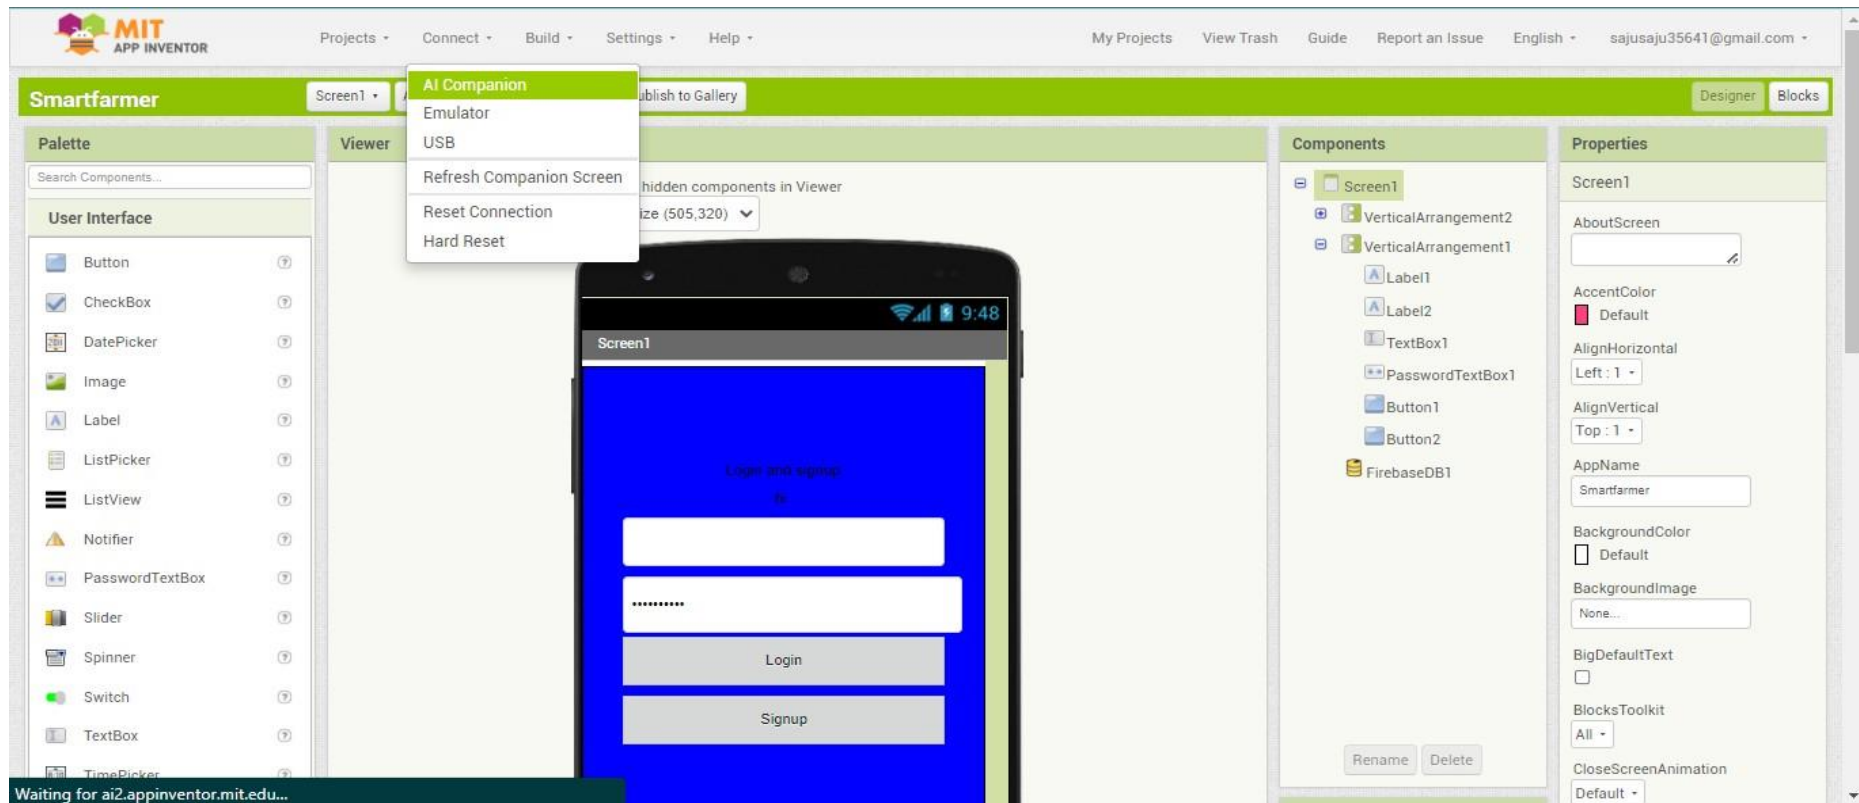 MIT
APP INVENTOR
Projects Connect Build Settings Help
My Projects View Trash Guide Report an Issue English sajusaju35641@gmail.com
Smartfarmer
Screen1
ublish to Gallery
Designer Blocks
AI Companion
Emulator
USB
Refresh Companion Screen
Reset Connection
Hard Reset
Palette
Search Components...
User Interface
Button
CheckBox
DatePicker
Image
Label
ListPicker
ListView
Notifier
PasswordTextBox
Slider
Spinner
Switch
TextBox
TimePicker
Viewer
hidden components in Viewer
ize (505,320)
9:48
Screen1
Login and signup
••••••••••
Login
Signup
Components
Screen1
VerticalArrangement2
VerticalArrangement1
Label1
Label2
TextBox1
PasswordTextBox1
Button1
Button2
FirebaseDB1
Rename Delete
Properties
Screen1
AboutScreen
AccentColor
Default
AlignHorizontal
Left : 1
AlignVertical
Top : 1
AppName
Smartfarmer
BackgroundColor
Default
BackgroundImage
None...
BigDefaultText
BlocksToolkit
All
CloseScreenAnimation
Default
Waiting for ai2.appinventor.mit.edu...